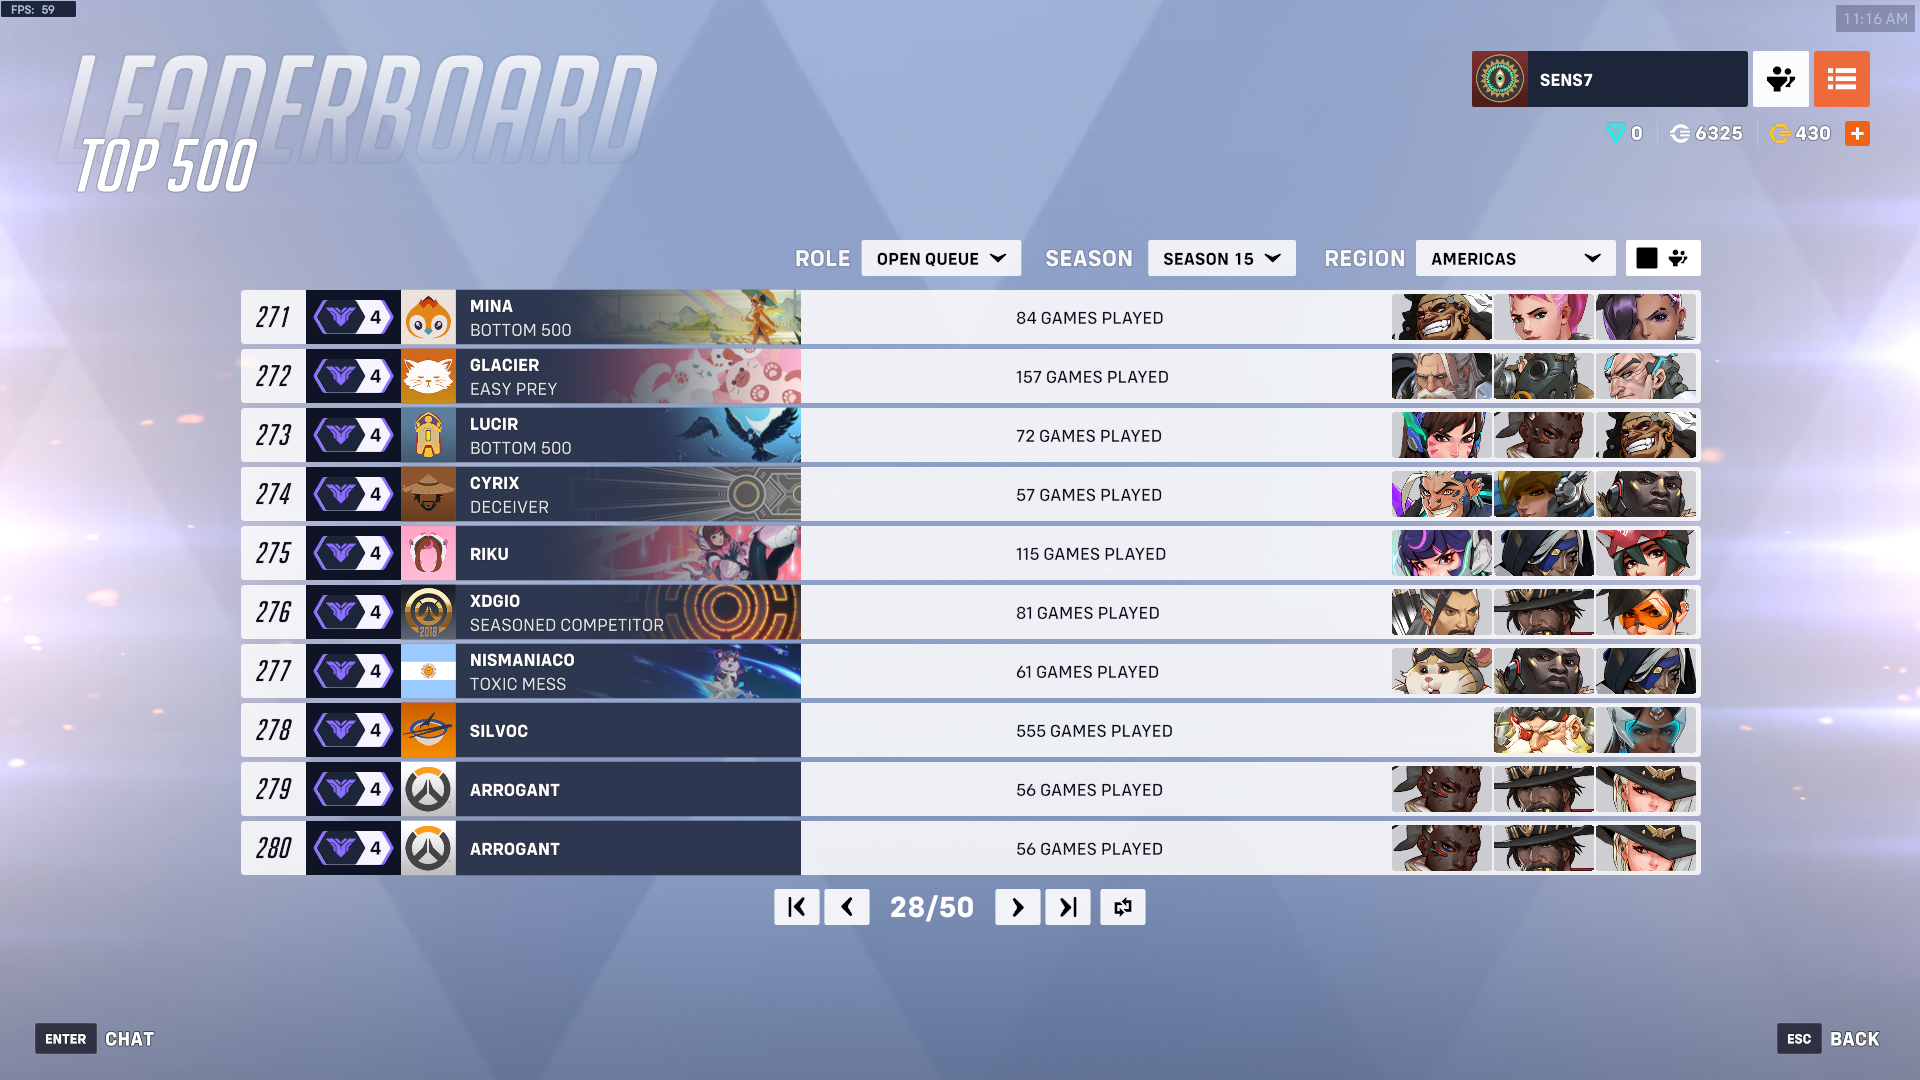 FPS: 59
11:16 AM
LEADERBOARD
TOP 500
SENS7
0 6325 430
ROLE OPEN QUEUE SEASON SEASON 15 REGION AMERICAS
271 4 MINA BOTTOM 500 84 GAMES PLAYED
272 4 GLACIER EASY PREY 157 GAMES PLAYED
273 4 LUCIR BOTTOM 500 72 GAMES PLAYED
274 4 CYRIX DECEIVER 57 GAMES PLAYED
275 4 RIKU 115 GAMES PLAYED
276 4 2018 XDGIO SEASONED COMPETITOR 81 GAMES PLAYED
277 4 NISMANIACO TOXIC MESS 61 GAMES PLAYED
278 4 SILVOC 555 GAMES PLAYED
279 4 ARROGANT 56 GAMES PLAYED
280 4 ARROGANT 56 GAMES PLAYED
28/50
ENTER CHAT
ESC BACK